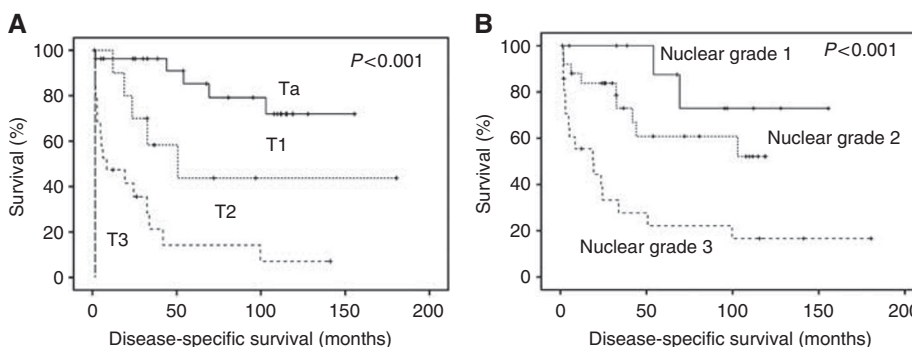 A
P<0.001
100
80
60
40
20
0
Survival (%)
Ta
T1
T2
T3
0 50 100 150 200
Disease-specific survival (months)
B
P<0.001
100
80
60
40
20
0
Survival (%)
Nuclear grade 1
Nuclear grade 2
Nuclear grade 3
0 50 100 150 200
Disease-specific survival (months)